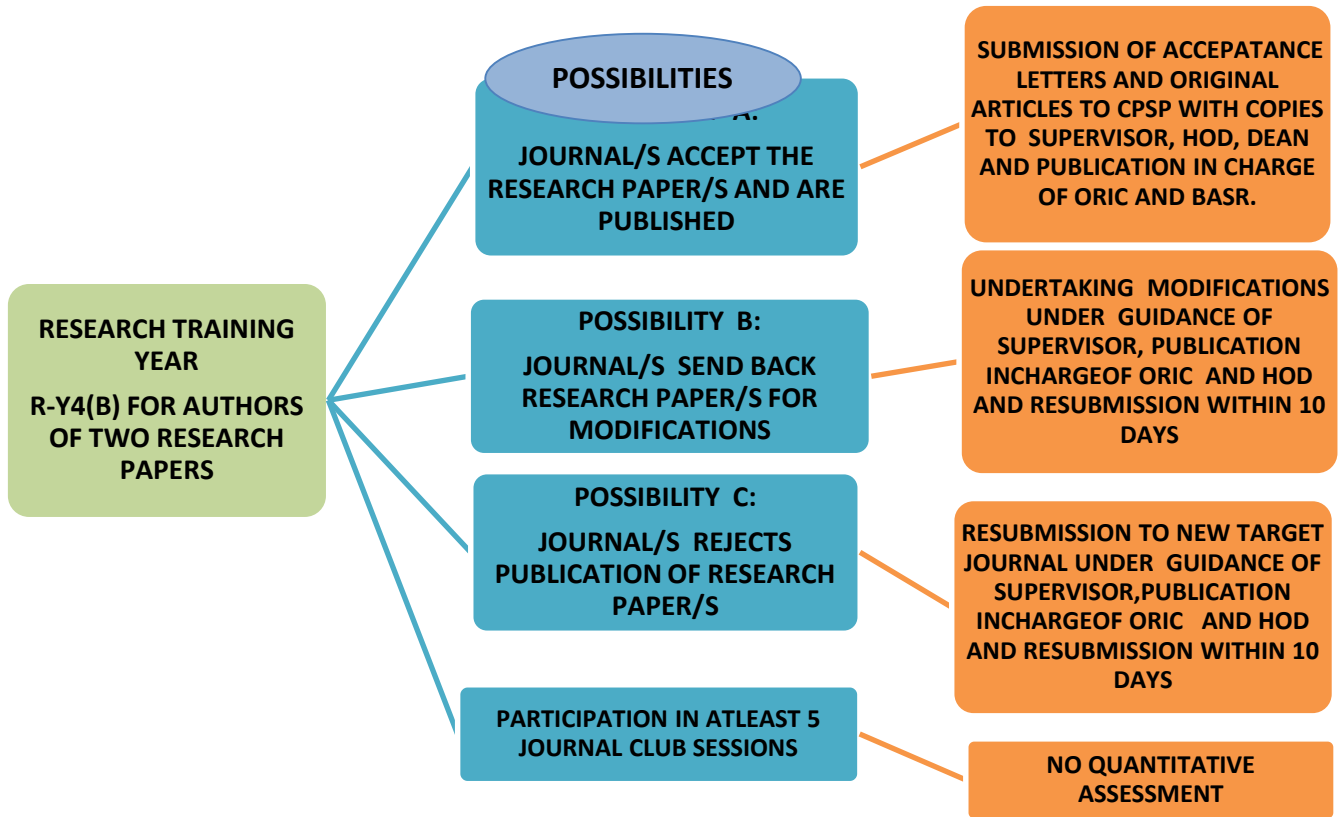 POSSIBILITIES
A:
JOURNAL/S ACCEPT THE
RESEARCH PAPER/S AND ARE
PUBLISHED
SUBMISSION OF ACCEPATANCE
LETTERS AND ORIGINAL
ARTICLES TO CPSP WITH COPIES
TO SUPERVISOR, HOD, DEAN
AND PUBLICATION IN CHARGE
OF ORIC AND BASR.
RESEARCH TRAINING
YEAR
R-Y4(B) FOR AUTHORS
OF TWO RESEARCH
PAPERS
POSSIBILITY B:
JOURNAL/S SEND BACK
RESEARCH PAPER/S FOR
MODIFICATIONS
UNDERTAKING MODIFICATIONS
UNDER GUIDANCE OF
SUPERVISOR, PUBLICATION
INCHARGEOF ORIC AND HOD
AND RESUBMISSION WITHIN 10
DAYS
POSSIBILITY C:
JOURNAL/S REJECTS
PUBLICATION OF RESEARCH
PAPER/S
RESUBMISSION TO NEW TARGET
JOURNAL UNDER GUIDANCE OF
SUPERVISOR,PUBLICATION
INCHARGEOF ORIC AND HOD
AND RESUBMISSION WITHIN 10
DAYS
PARTICIPATION IN ATLEAST 5
JOURNAL CLUB SESSIONS
NO QUANTITATIVE
ASSESSMENT